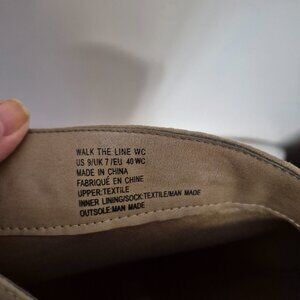 WALK THE LINE WC
US 9/UK 7/EU 40 WC
MADE IN CHINA
FABRIQUÉ EN CHINE
UPPER:TEXTILE
INNER LINING/SOCK:TEXTILE/MAN MADE
OUTSOLE:MAN MADE